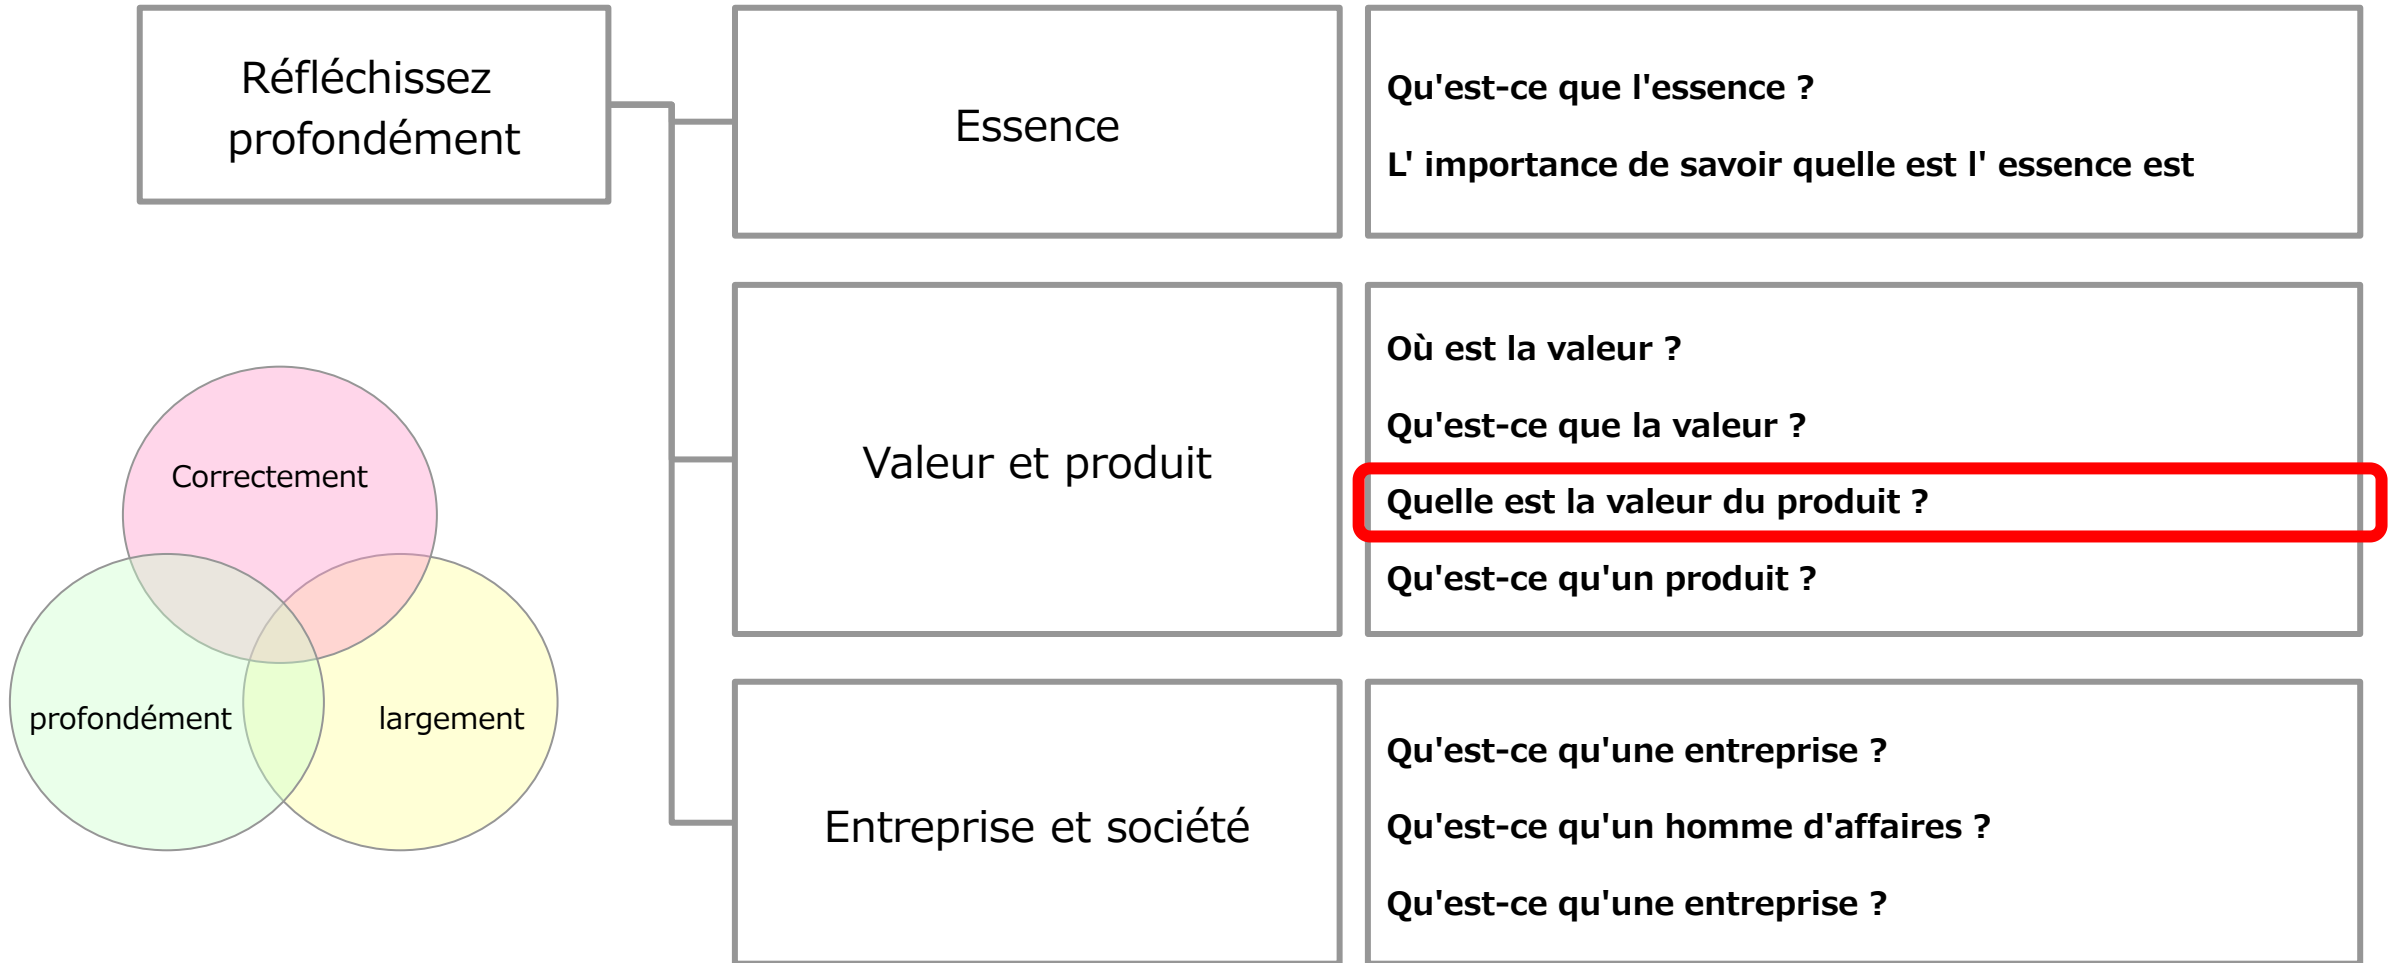 Réfléchissez
profondément
Essence
Qu'est-ce que l'essence ?
L' importance de savoir quelle est l' essence est
Valeur et produit
Où est la valeur ?
Qu'est-ce que la valeur ?
Quelle est la valeur du produit ?
Qu'est-ce qu'un produit ?
Entreprise et société
Qu'est-ce qu'une entreprise ?
Qu'est-ce qu'un homme d'affaires ?
Qu'est-ce qu'une entreprise ?
Correctement
profondément
largement